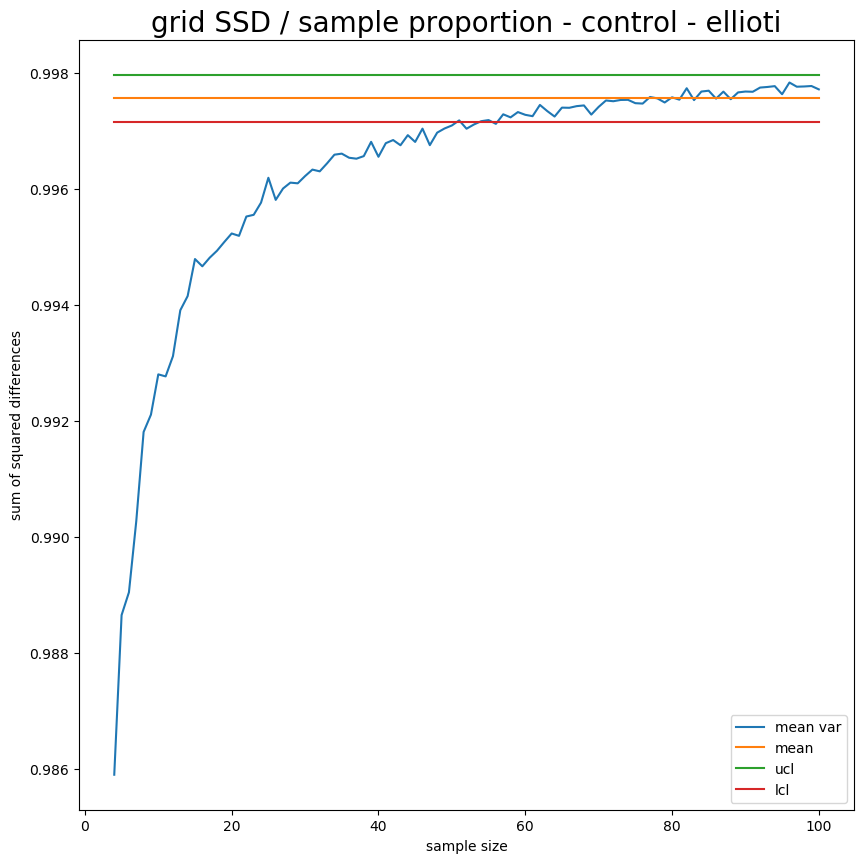 grid SSD / sample proportion - control - ellioti
0.998
0.996
0.994
0.992
0.990
0.988
0.986
sum of squared differences
0
20
40
60
80
100
sample size
mean var
mean
ucl
lcl